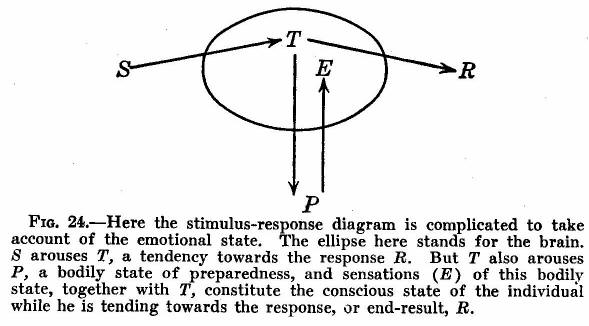 T
S
E
R
P
FIG. 24.—Here the stimulus-response diagram is complicated to take
account of the emotional state. The ellipse here stands for the brain.
S arouses T, a tendency towards the response R. But T also arouses
P, a bodily state of preparedness, and sensations (E) of this bodily
state, together with T, constitute the conscious state of the individual
while he is tending towards the response, or end-result, R.